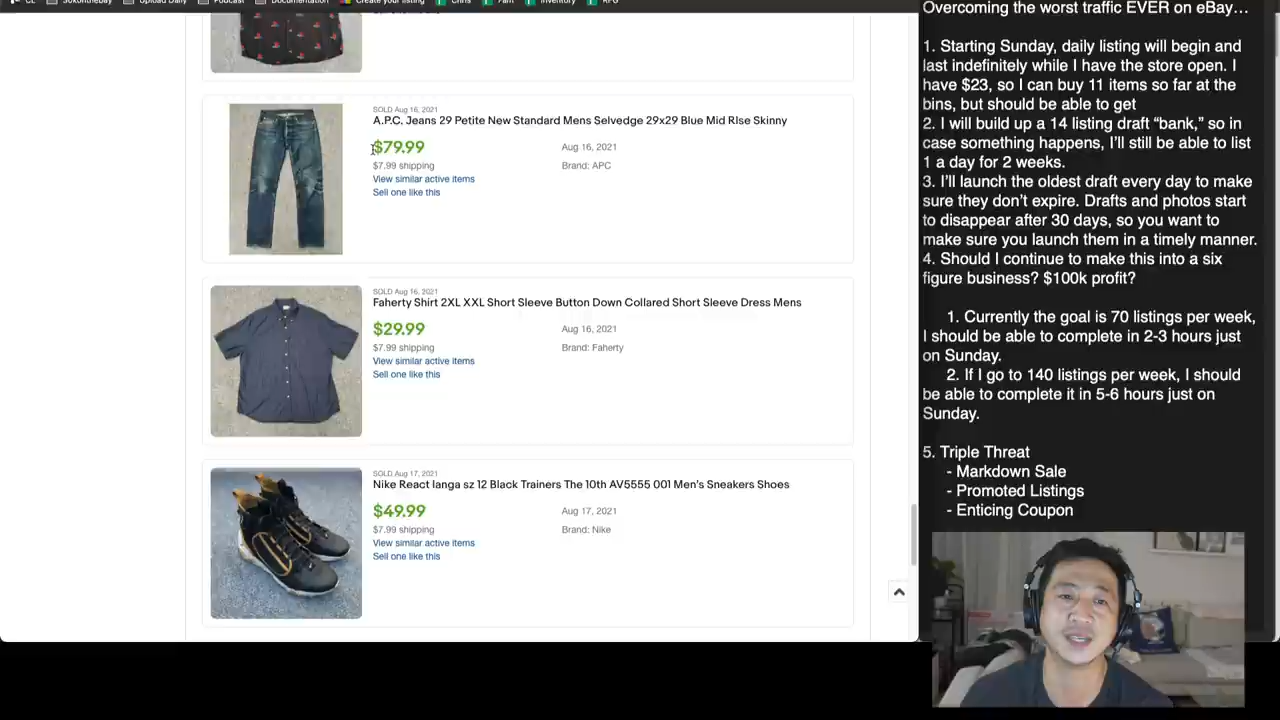 Podcast
Documentation
Create your listing
Chris
Fam
Inventory
RPG
SOLD Aug 16, 2021
A.P.C. Jeans 29 Petite New Standard Mens Selvedge 29x29 Blue Mid RIse Skinny
$79.99
Aug 16, 2021
$7.99 shipping
Brand: APC
View similar active items
Sell one like this
SOLD Aug 16, 2021
Faherty Shirt 2XL XXL Short Sleeve Button Down Collared Short Sleeve Dress Mens
$29.99
Aug 16, 2021
$7.99 shipping
Brand: Faherty
View similar active items
Sell one like this
SOLD Aug 17, 2021
Nike React Ianga sz 12 Black Trainers The 10th AV5555 001 Men's Sneakers Shoes
$49.99
Aug 17, 2021
$7.99 shipping
Brand: Nike
View similar active items
Sell one like this
Overcoming the worst traffic EVER on eBay…
1. Starting Sunday, daily listing will begin and
last indefinitely while I have the store open. I
have $23, so I can buy 11 items so far at the
bins, but should be able to get
2. I will build up a 14 listing draft “bank,” so in
case something happens, I’ll still be able to list
1 a day for 2 weeks.
3. I’ll launch the oldest draft every day to make
sure they don’t expire. Drafts and photos start
to disappear after 30 days, so you want to
make sure you launch them in a timely manner.
4. Should I continue to make this into a six
figure business? $100k profit?
1. Currently the goal is 70 listings per week,
I should be able to complete in 2-3 hours just
on Sunday.
2. If I go to 140 listings per week, I should
be able to complete it in 5-6 hours just on
Sunday.
5. Triple Threat
- Markdown Sale
- Promoted Listings
- Enticing Coupon